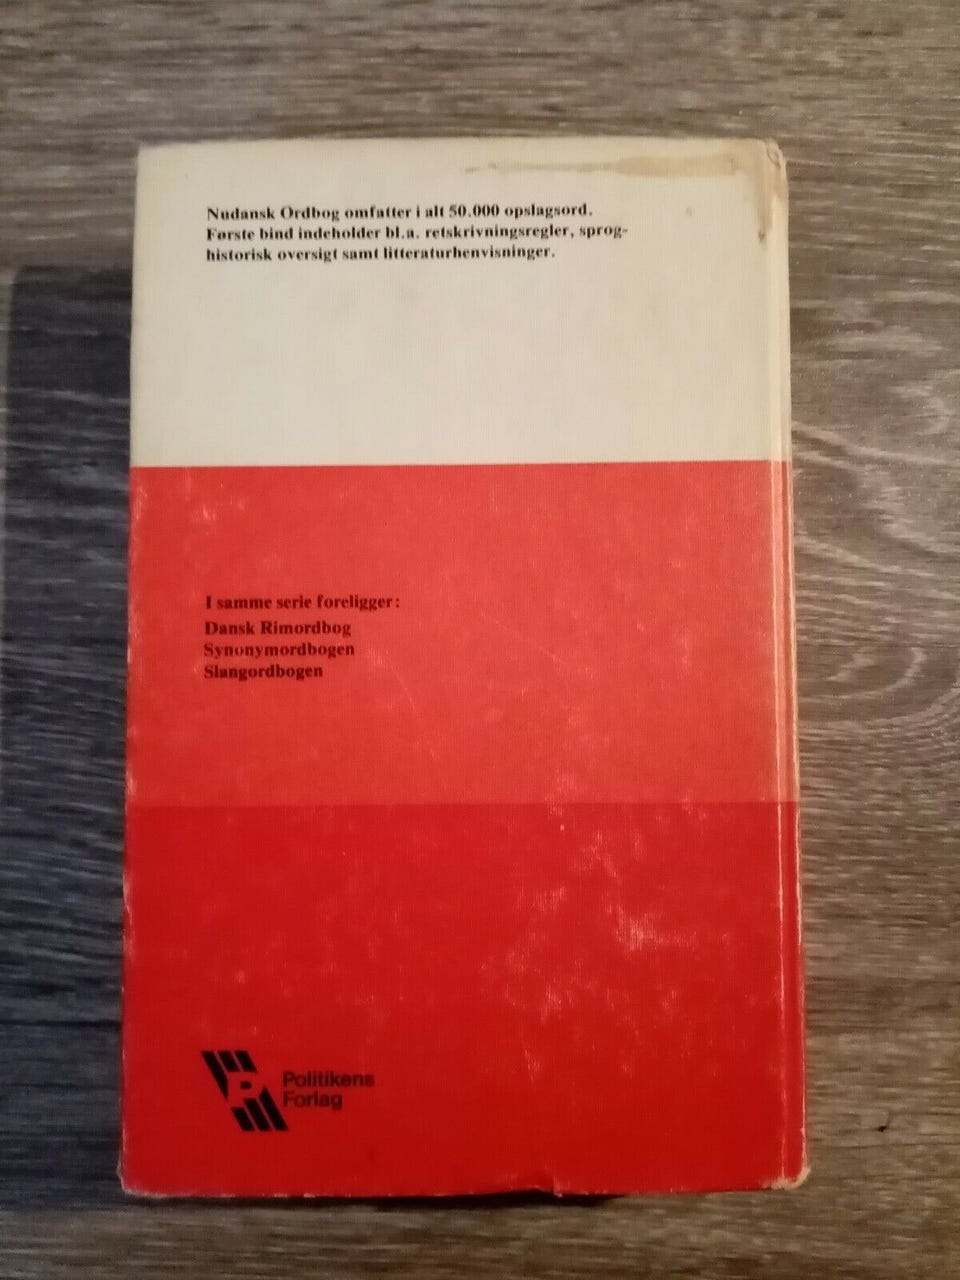 Nudansk Ordbog omfatter i alt 50.000 opslagsord.
Første bind indeholder bl.a. retskrivningsregler, sprog-
historisk oversigt samt litteraturhenvisninger.
I samme serie foreligger:
Dansk Rimordbog
Synonymordbogen
Slangordbogen
Politikens
Forlag